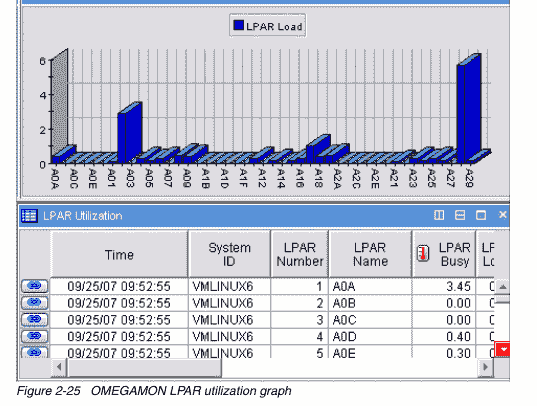 LPAR Load
6
4
2
0
A0A A0C A0E A01 A03 A05 A07 A09 A1B A1D A1F A12 A14 A16 A18 A2A A2C A2E A21 A23 A25 A27 A29
LPAR Utilization
Time System ID LPAR Number LPAR Name LPAR Busy
09/25/07 09:52:55 VMLINUX6 1 A0A 3.45
09/25/07 09:52:55 VMLINUX6 2 A0B 0.00
09/25/07 09:52:55 VMLINUX6 3 A0C 0.00
09/25/07 09:52:55 VMLINUX6 4 A0D 0.40
09/25/07 09:52:55 VMLINUX6 5 A0E 0.30
Figure 2-25 OMEGAMON LPAR utilization graph